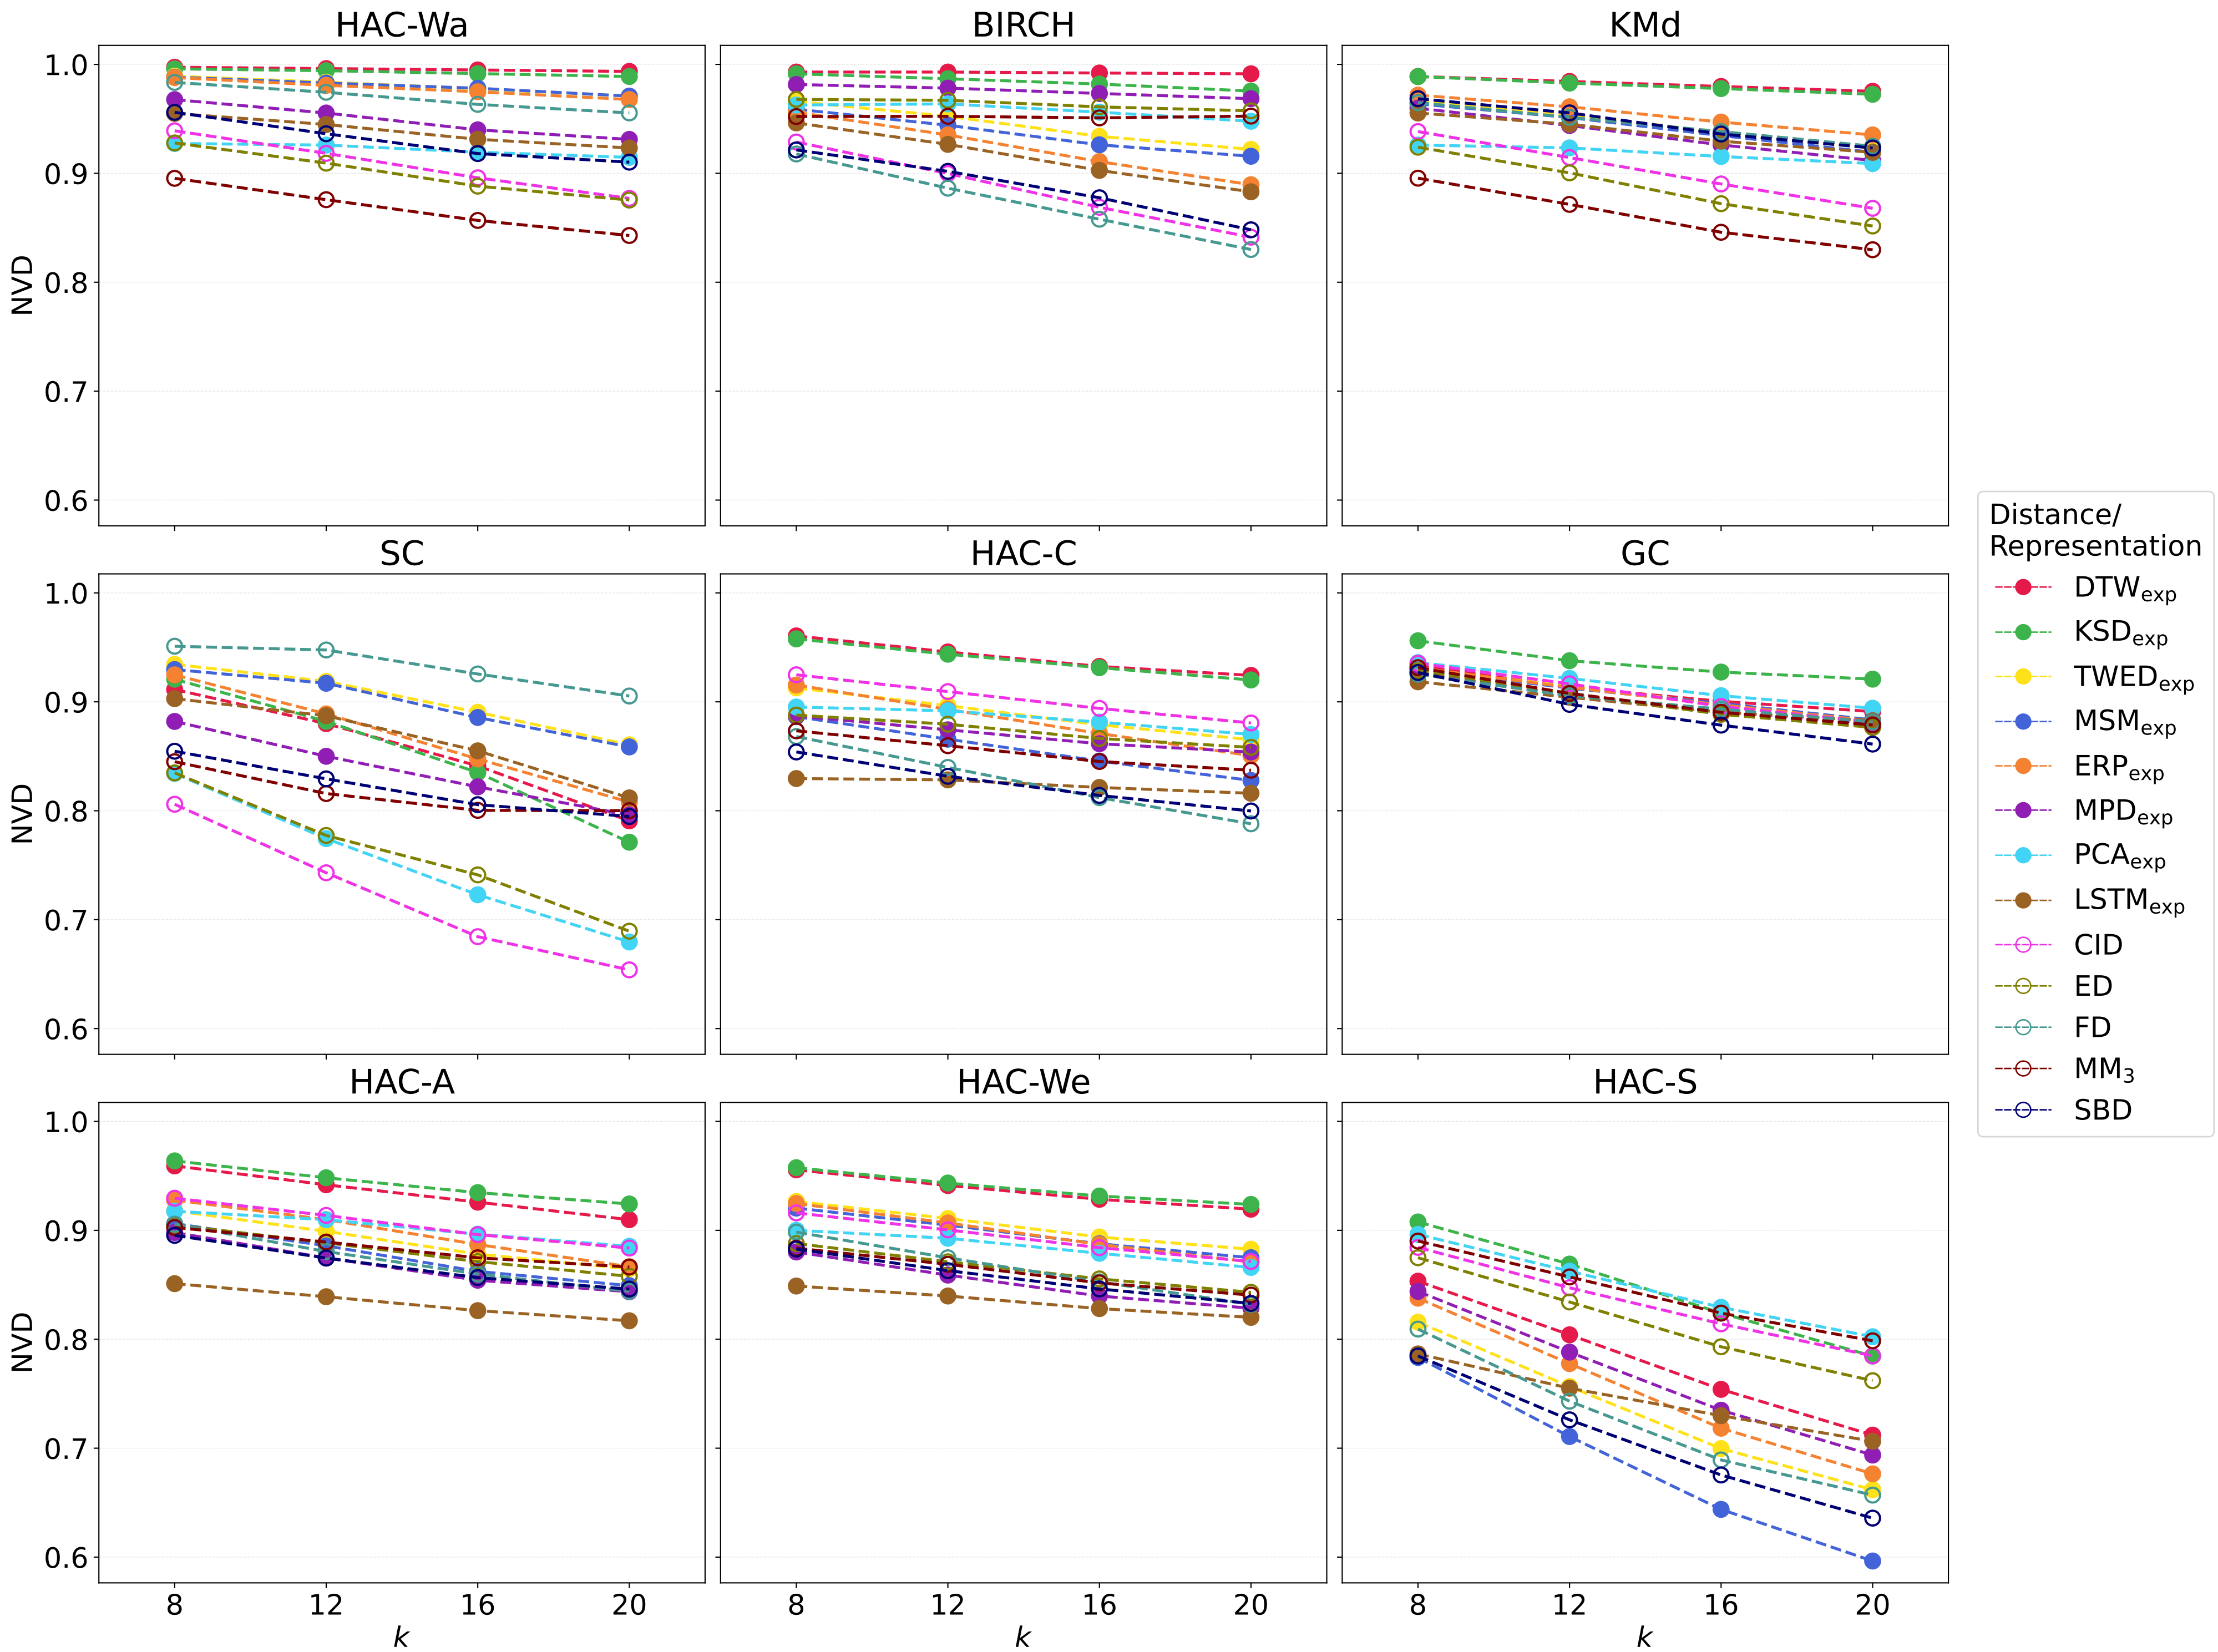 HAC-Wa
BIRCH
KMd
NVD
1.0
0.9
0.8
0.7
0.6
SC
HAC-C
GC
NVD
1.0
0.9
0.8
0.7
0.6
HAC-A
HAC-We
HAC-S
NVD
1.0
0.9
0.8
0.7
0.6
8 12 16 20
8 12 16 20
8 12 16 20
k
k
k
Distance/
Representation
DTWexp
KSDexp
TWEDexp
MSMexp
ERPexp
MPDexp
PCAexp
LSTMexp
CID
ED
FD
MM3
SBD